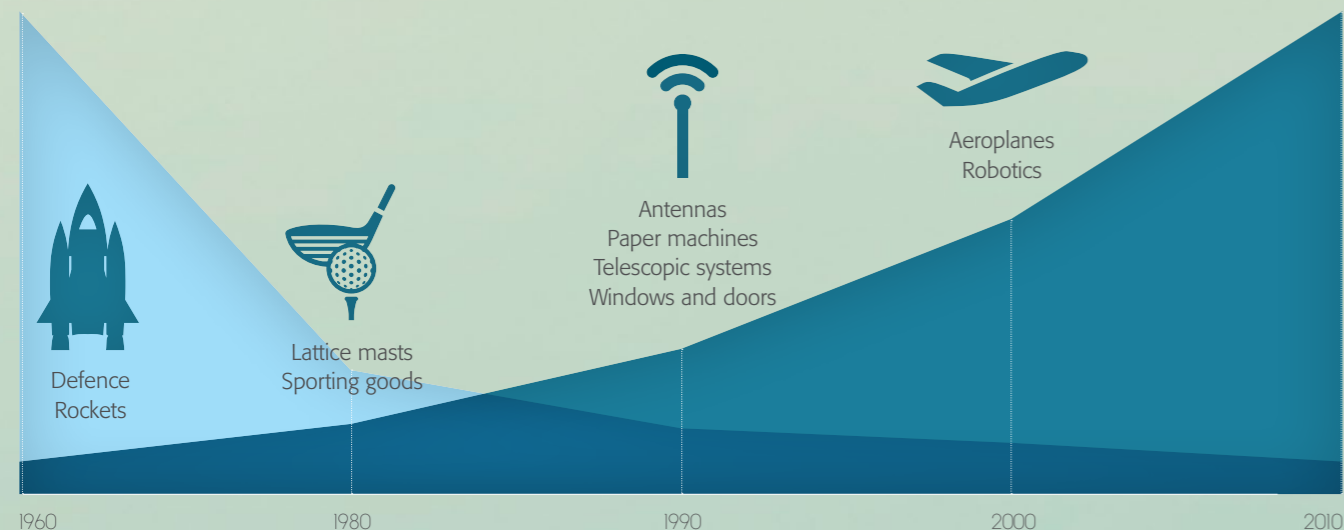 Defence
Rockets
Lattice masts
Sporting goods
Antennas
Paper machines
Telescopic systems
Windows and doors
Aeroplanes
Robotics
1960
1980
1990
2000
2010